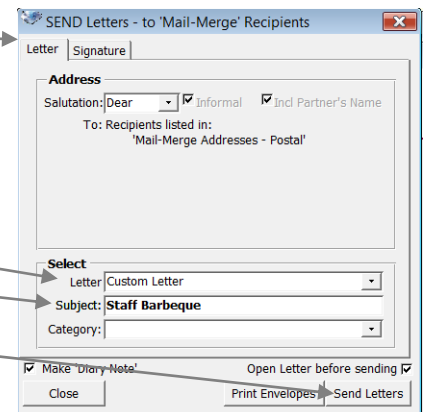 SEND Letters - to 'Mail-Merge' Recipients
Letter Signature
Address
Salutation: Dear Informal Incl Partner's Name
To: Recipients listed in:
'Mail-Merge Addresses - Postal'
Select
Letter Custom Letter
Subject: Staff Barbeque
Category:
Make 'Diary Note' Open Letter before sending
Close Print Envelopes Send Letters